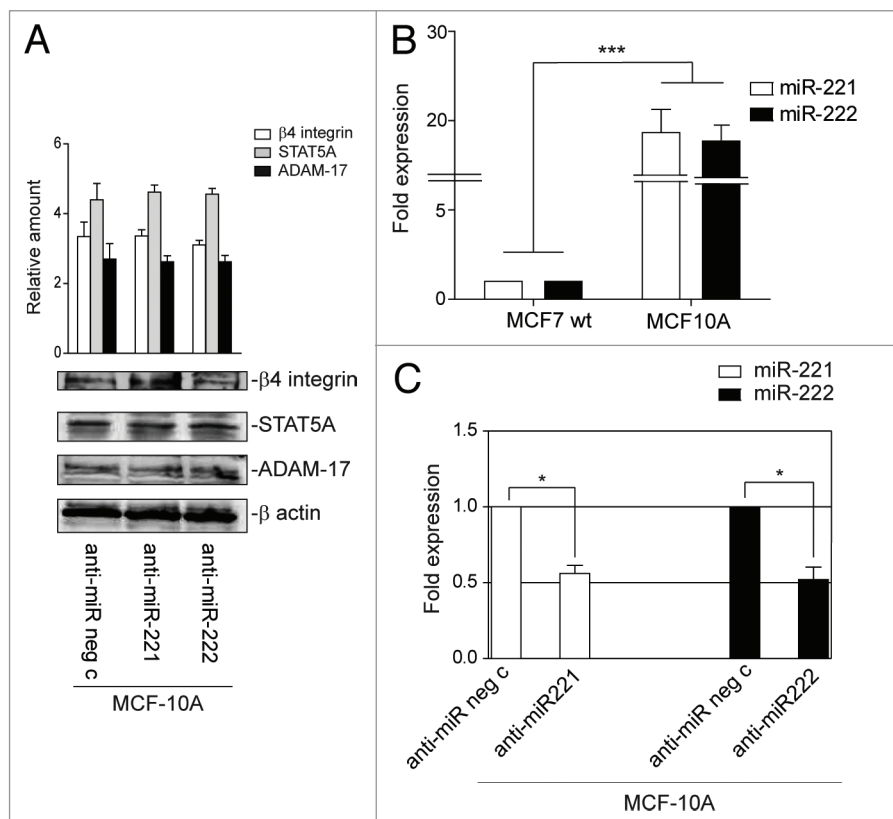 A
β4 integrin
STAT5A
ADAM-17
Relative amount
6
4
2
0
-β4 integrin
-STAT5A
-ADAM-17
-β actin
anti-miR neg c
anti-miR-221
anti-miR-222
MCF-10A
B
***
miR-221
miR-222
Fold expression
30
20
5
0
MCF7 wt
MCF10A
C
miR-221
miR-222
Fold expression
1.5
1.0
0.5
0.0
*
*
anti-miR neg c
anti-miR221
anti-miR neg c
anti-miR222
MCF-10A